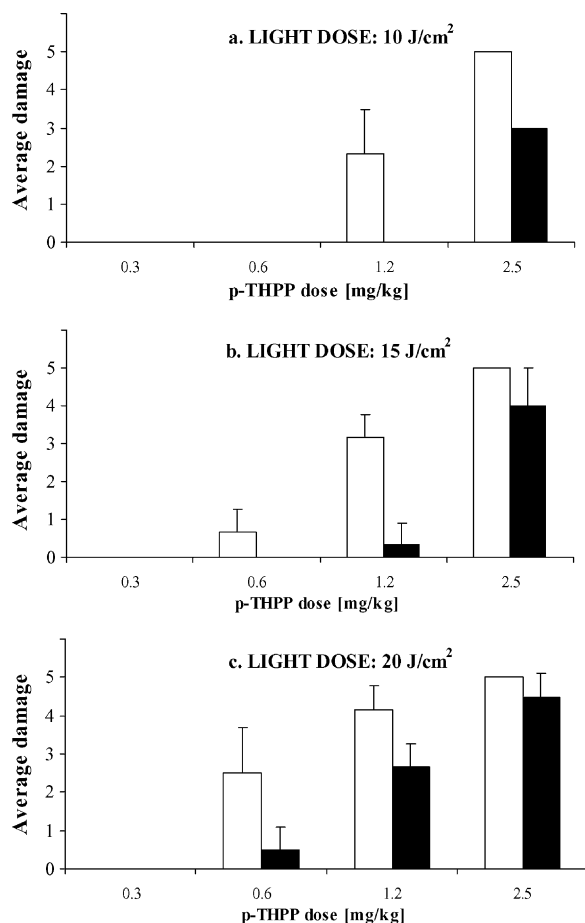 a. LIGHT DOSE: 10 J/cm²
Average damage
5
4
3
2
1
0
0.3 0.6 1.2 2.5
p-THPP dose [mg/kg]
b. LIGHT DOSE: 15 J/cm²
Average damage
5
4
3
2
1
0
0.3 0.6 1.2 2.5
p-THPP dose [mg/kg]
c. LIGHT DOSE: 20 J/cm²
Average damage
5
4
3
2
1
0
0.3 0.6 1.2 2.5
p-THPP dose [mg/kg]